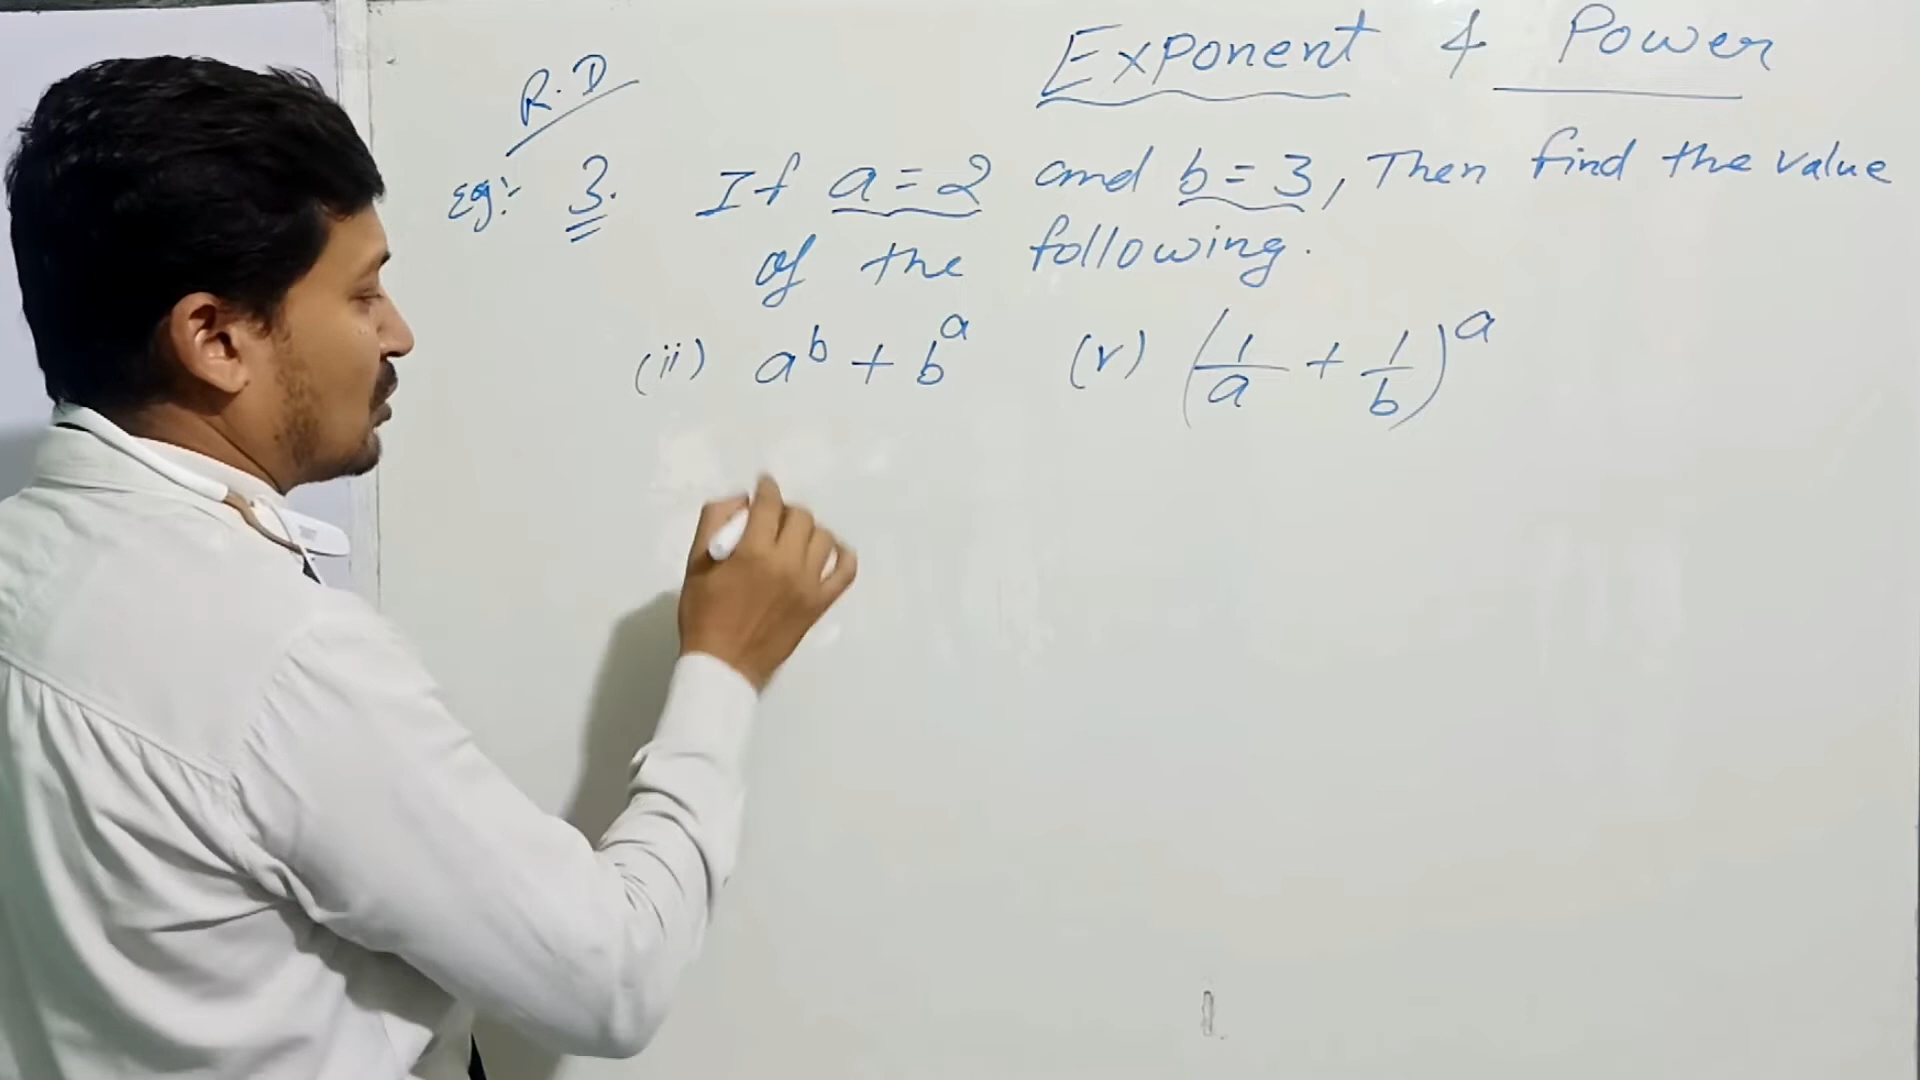 Exponent & Power
R.D
eg:- 3. If a = 2 and b = 3, Then find the value
of the following.
(ii) a^b + b^a (v) (1/a + 1/b)^a